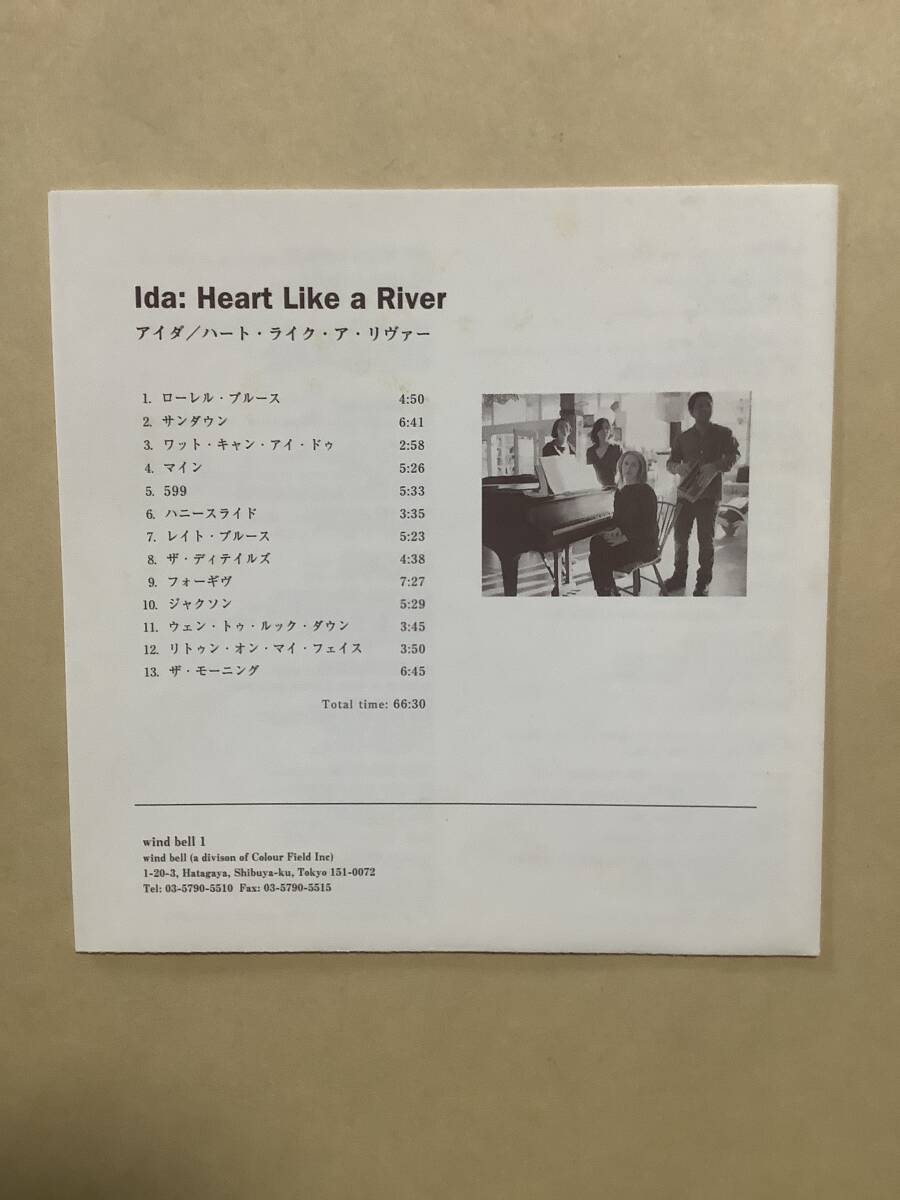 Ida: Heart Like a River
アイダ／ハート・ライク・ア・リヴァー
1. ローレル・ブルース 4:50
2. サンダウン 6:41
3. ワット・キャン・アイ・ドゥ 2:58
4. マイン 5:26
5. 599 5:33
6. ハニースライド 3:35
7. レイト・ブルース 5:23
8. ザ・ディテイルズ 4:38
9. フォーギヴ 7:27
10. ジャクソン 5:29
11. ウェン・トゥ・ルック・ダウン 3:45
12. リトゥン・オン・マイ・フェイス 3:50
13. ザ・モーニング 6:45
Total time: 66:30
wind bell 1
wind bell (a divison of Colour Field Inc)
1-20-3, Hatagaya, Shibuya-ku, Tokyo 151-0072
Tel: 03-5790-5510 Fax: 03-5790-5515